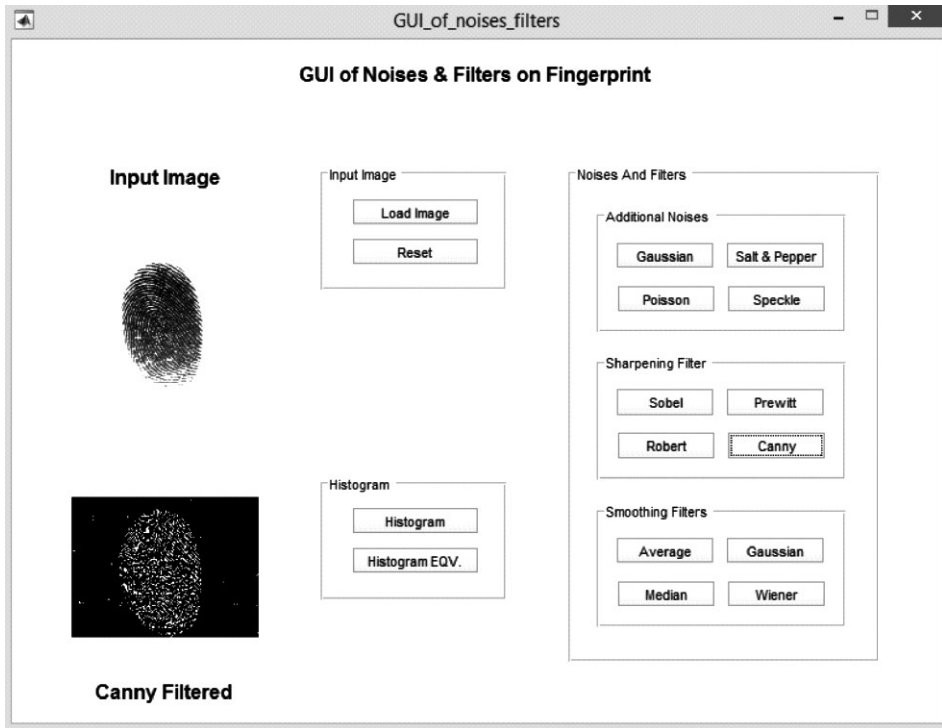 GUI_of_noises_filters
GUI of Noises & Filters on Fingerprint
Input Image
Input Image
Load Image
Reset
Noises And Filters
Additional Noises
Gaussian
Salt & Pepper
Poisson
Speckle
Sharpening Filter
Sobel
Prewitt
Robert
Canny
Histogram
Histogram
Histogram EQV.
Smoothing Filters
Average
Gaussian
Median
Wiener
Canny Filtered